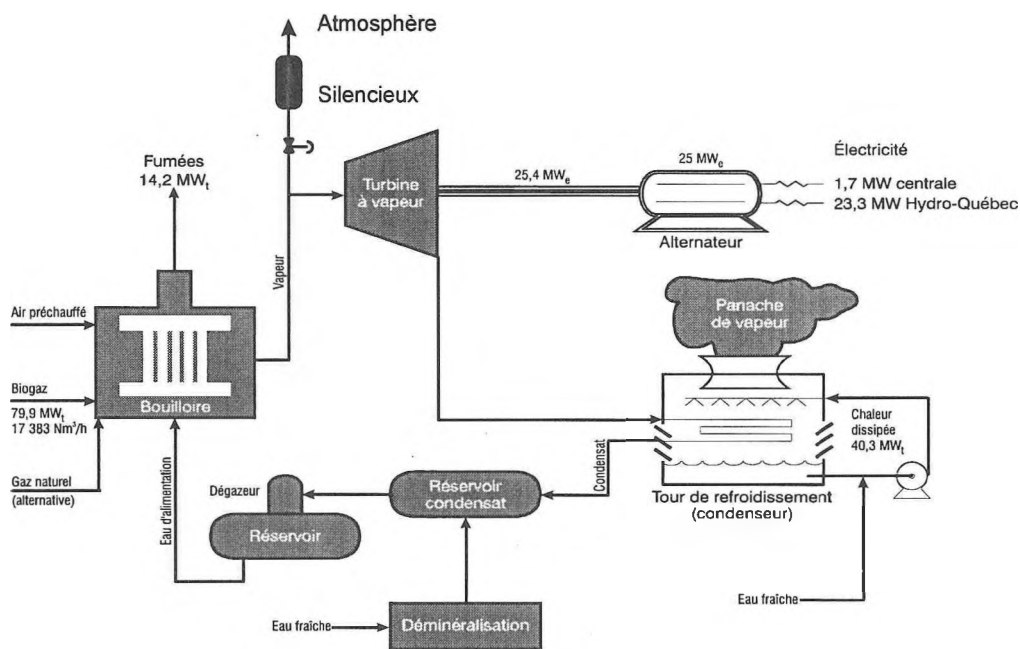 Atmosphère
Silencieux
Fumées
14,2 MWt
Turbine
à vapeur
25,4 MWe
25 MWe
Électricité
1,7 MW centrale
23,3 MW Hydro-Québec
Alternateur
Vapeur
Air préchauffé
Biogaz
79,9 MWt
17 383 Nm³/h
Bouilloire
Gaz naturel
(alternative)
Eau d'alimentation
Dégazeur
Réservoir
Réservoir
condensat
Condensat
Panache
de vapeur
Chaleur
dissipée
40,3 MWt
Tour de refroidissement
(condenseur)
Eau fraîche
Eau fraîche
Déminéralisation